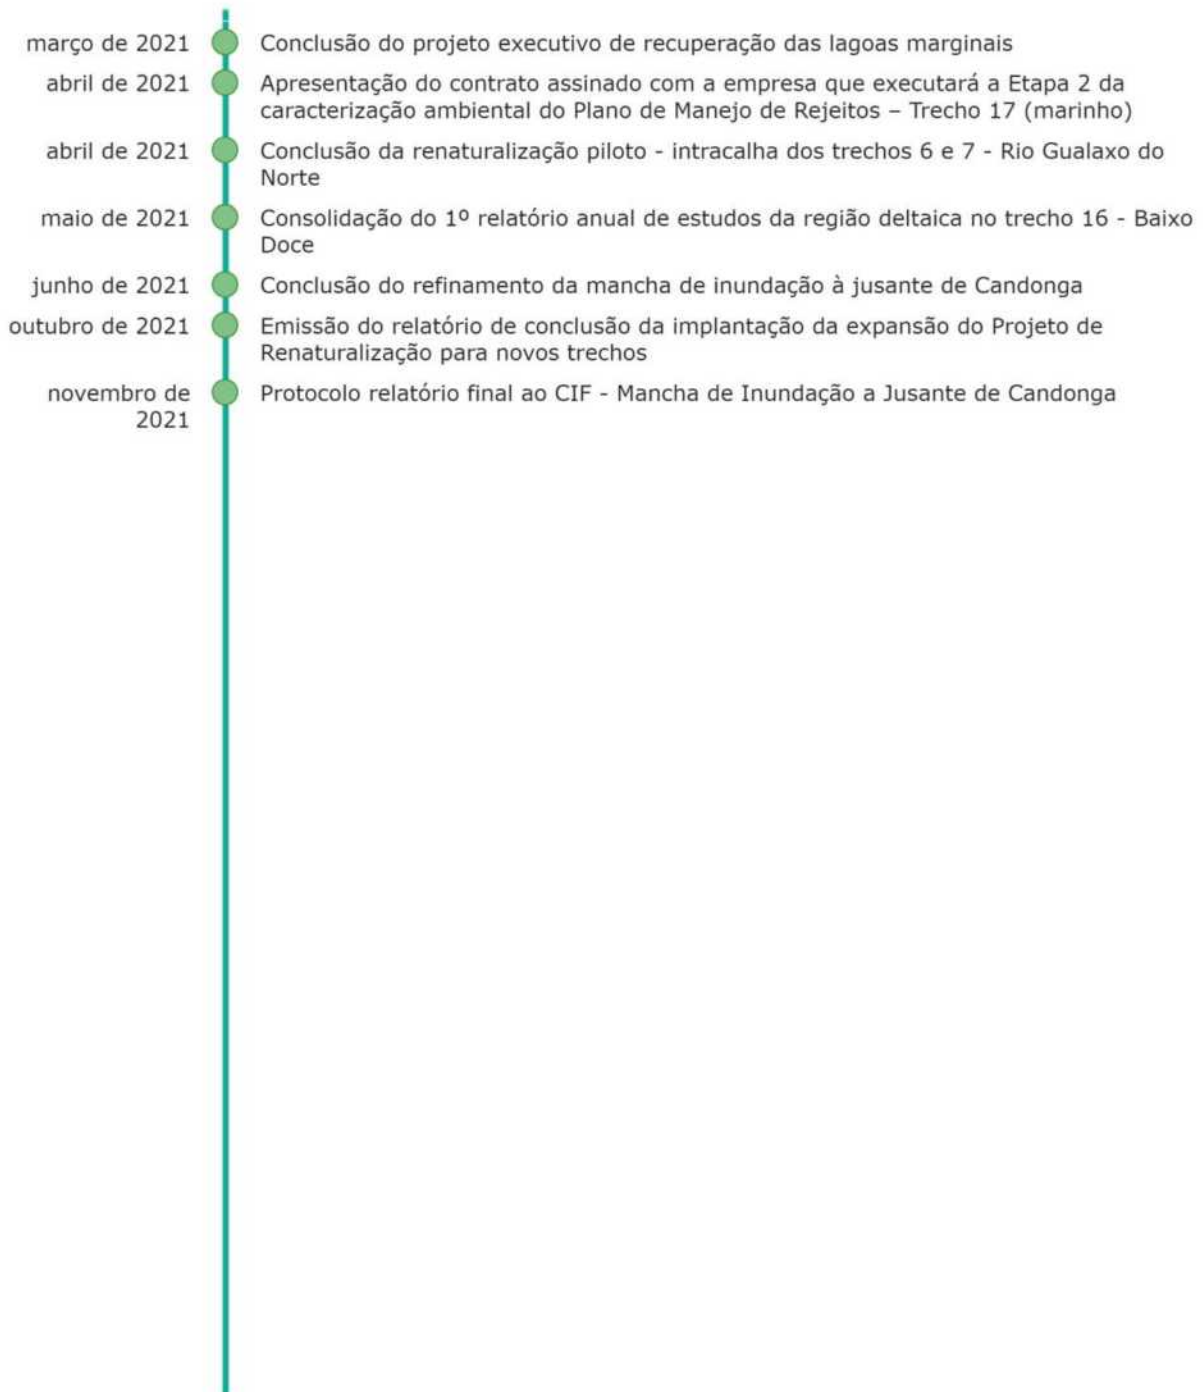 março de 2021
Conclusão do projeto executivo de recuperação das lagoas marginais
abril de 2021
Apresentação do contrato assinado com a empresa que executará a Etapa 2 da
caracterização ambiental do Plano de Manejo de Rejeitos – Trecho 17 (marinho)
abril de 2021
Conclusão da renaturalização piloto - intracalha dos trechos 6 e 7 - Rio Gualaxo do
Norte
maio de 2021
Consolidação do 1º relatório anual de estudos da região deltaica no trecho 16 - Baixo
Doce
junho de 2021
Conclusão do refinamento da mancha de inundação à jusante de Candonga
outubro de 2021
Emissão do relatório de conclusão da implantação da expansão do Projeto de
Renaturalização para novos trechos
novembro de
2021
Protocolo relatório final ao CIF - Mancha de Inundação a Jusante de Candonga